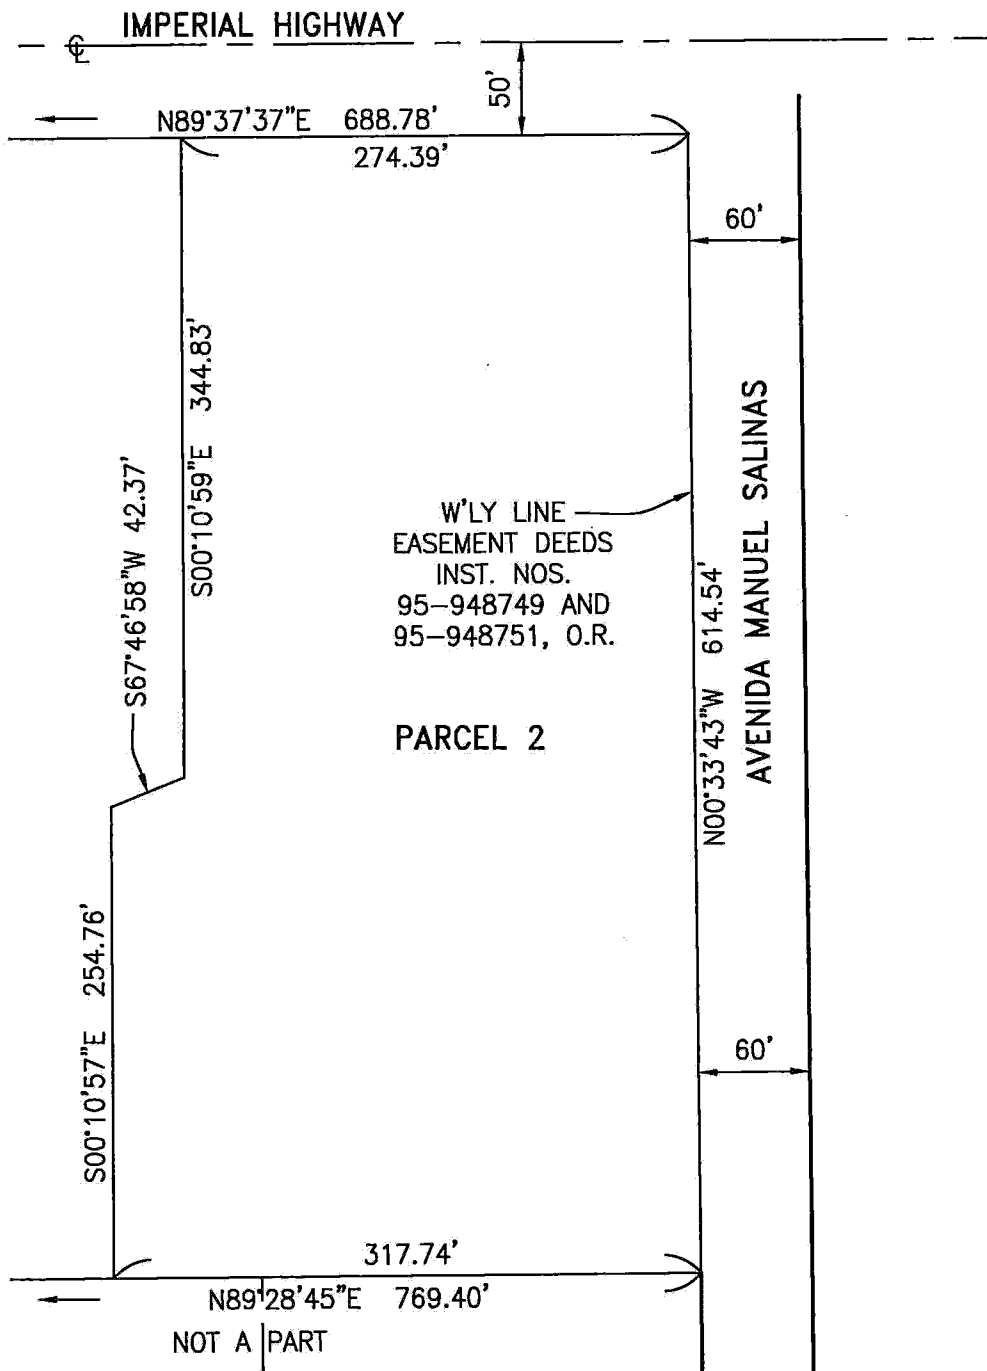 IMPERIAL HIGHWAY
℄
50'
N89°37'37"E 688.78'
274.39'
60'
S00°10'59"E 344.83'
S67°46'58"W 42.37'
W'LY LINE
EASEMENT DEEDS
INST. NOS.
95-948749 AND
95-948751, O.R.
N00°33'43"W 614.54'
AVENIDA MANUEL SALINAS
PARCEL 2
S00°10'57"E 254.76'
60'
317.74'
N89°28'45"E 769.40'
NOT A PART